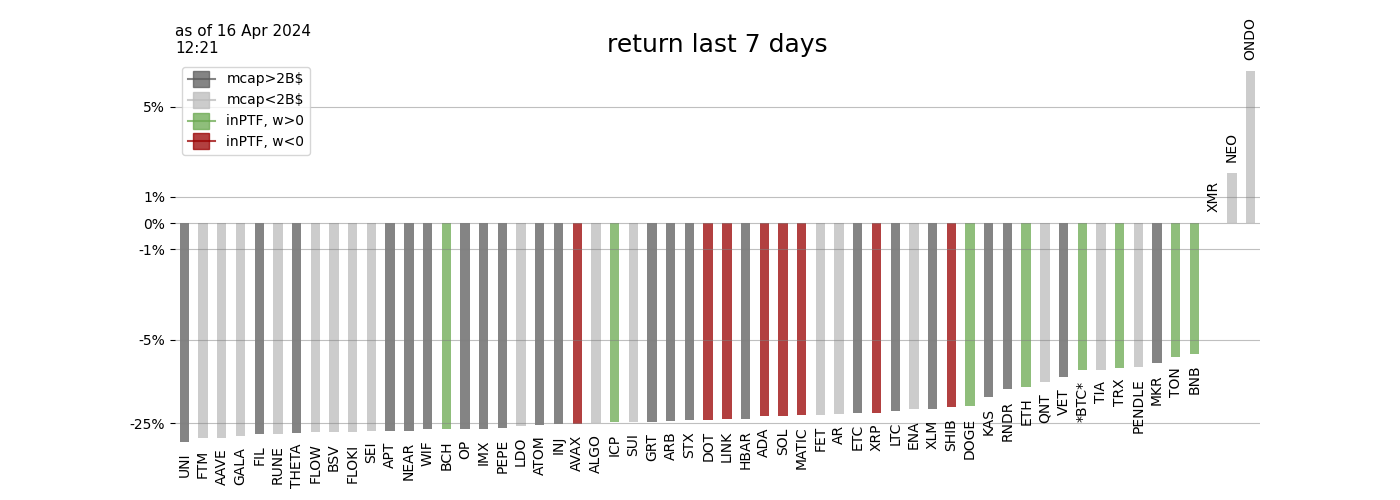 as of 16 Apr 2024
12:21
return last 7 days
mcap>2B$
mcap<2B$
inPTF, w>0
inPTF, w<0
5%
1%
0%
-1%
-5%
-25%
UNI
FTM
AAVE
GALA
FIL
RUNE
THETA
FLOW
BSV
FLOKI
SEI
APT
NEAR
WIF
BCH
OP
IMX
PEPE
LDO
ATOM
INJ
AVAX
ALGO
ICP
SUI
GRT
ARB
STX
DOT
LINK
HBAR
ADA
SOL
MATIC
FET
AR
ETC
XRP
LTC
ENA
XLM
SHIB
DOGE
KAS
RNDR
ETH
QNT
VET
*BTC*
TIA
TRX
PENDLE
MKR
TON
BNB
XMR
NEO
ONDO